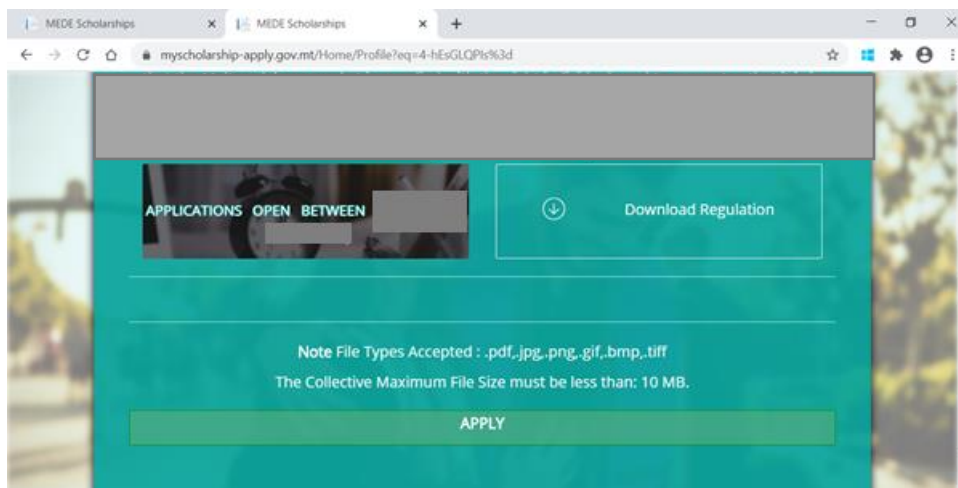 MEDE Scholarships
MEDE Scholarships
myscholarship-apply.gov.mt/Home/Profile?eq=4-hEsGLQPIs%3d
APPLICATIONS OPEN BETWEEN
Download Regulation
Note File Types Accepted : .pdf,.jpg,.png,.gif,.bmp,.tiff
The Collective Maximum File Size must be less than: 10 MB.
APPLY